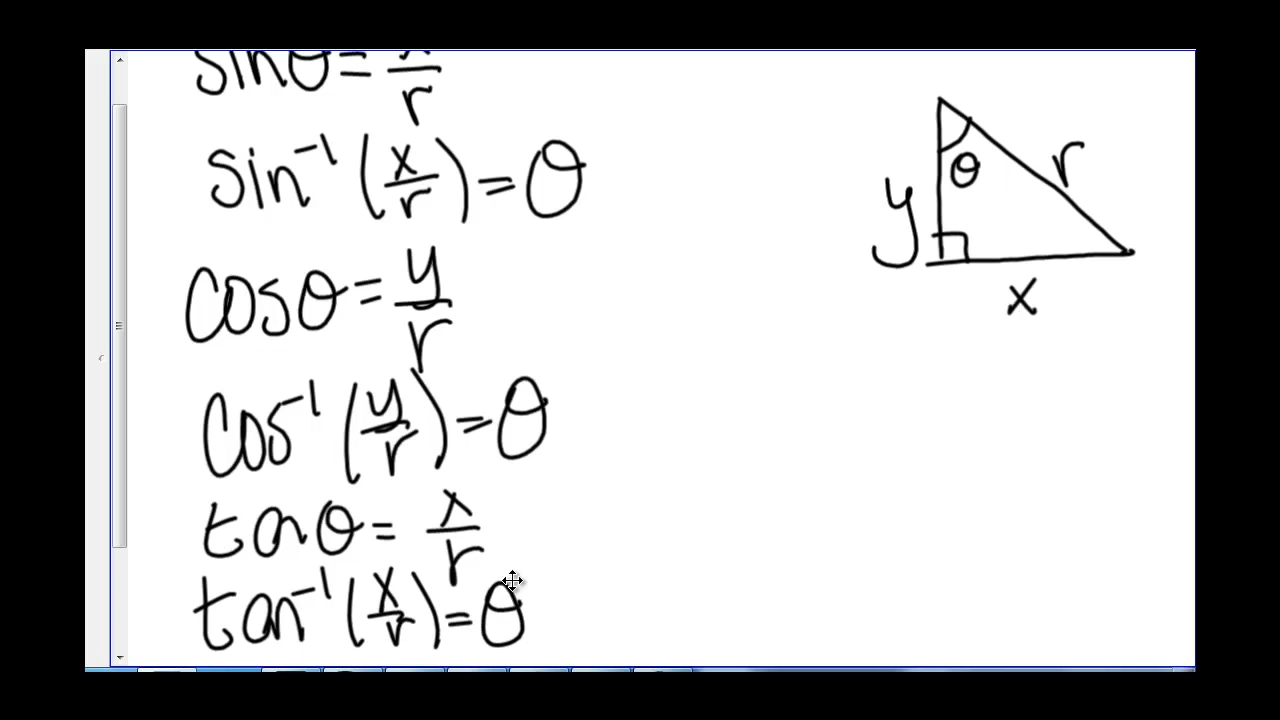 sinθ = x/r
sin⁻¹ (x/r) = θ
cosθ = y/r
cos⁻¹ (y/r) = θ
tanθ = x/r
tan⁻¹ (x/r) = θ
θ
r
y
x